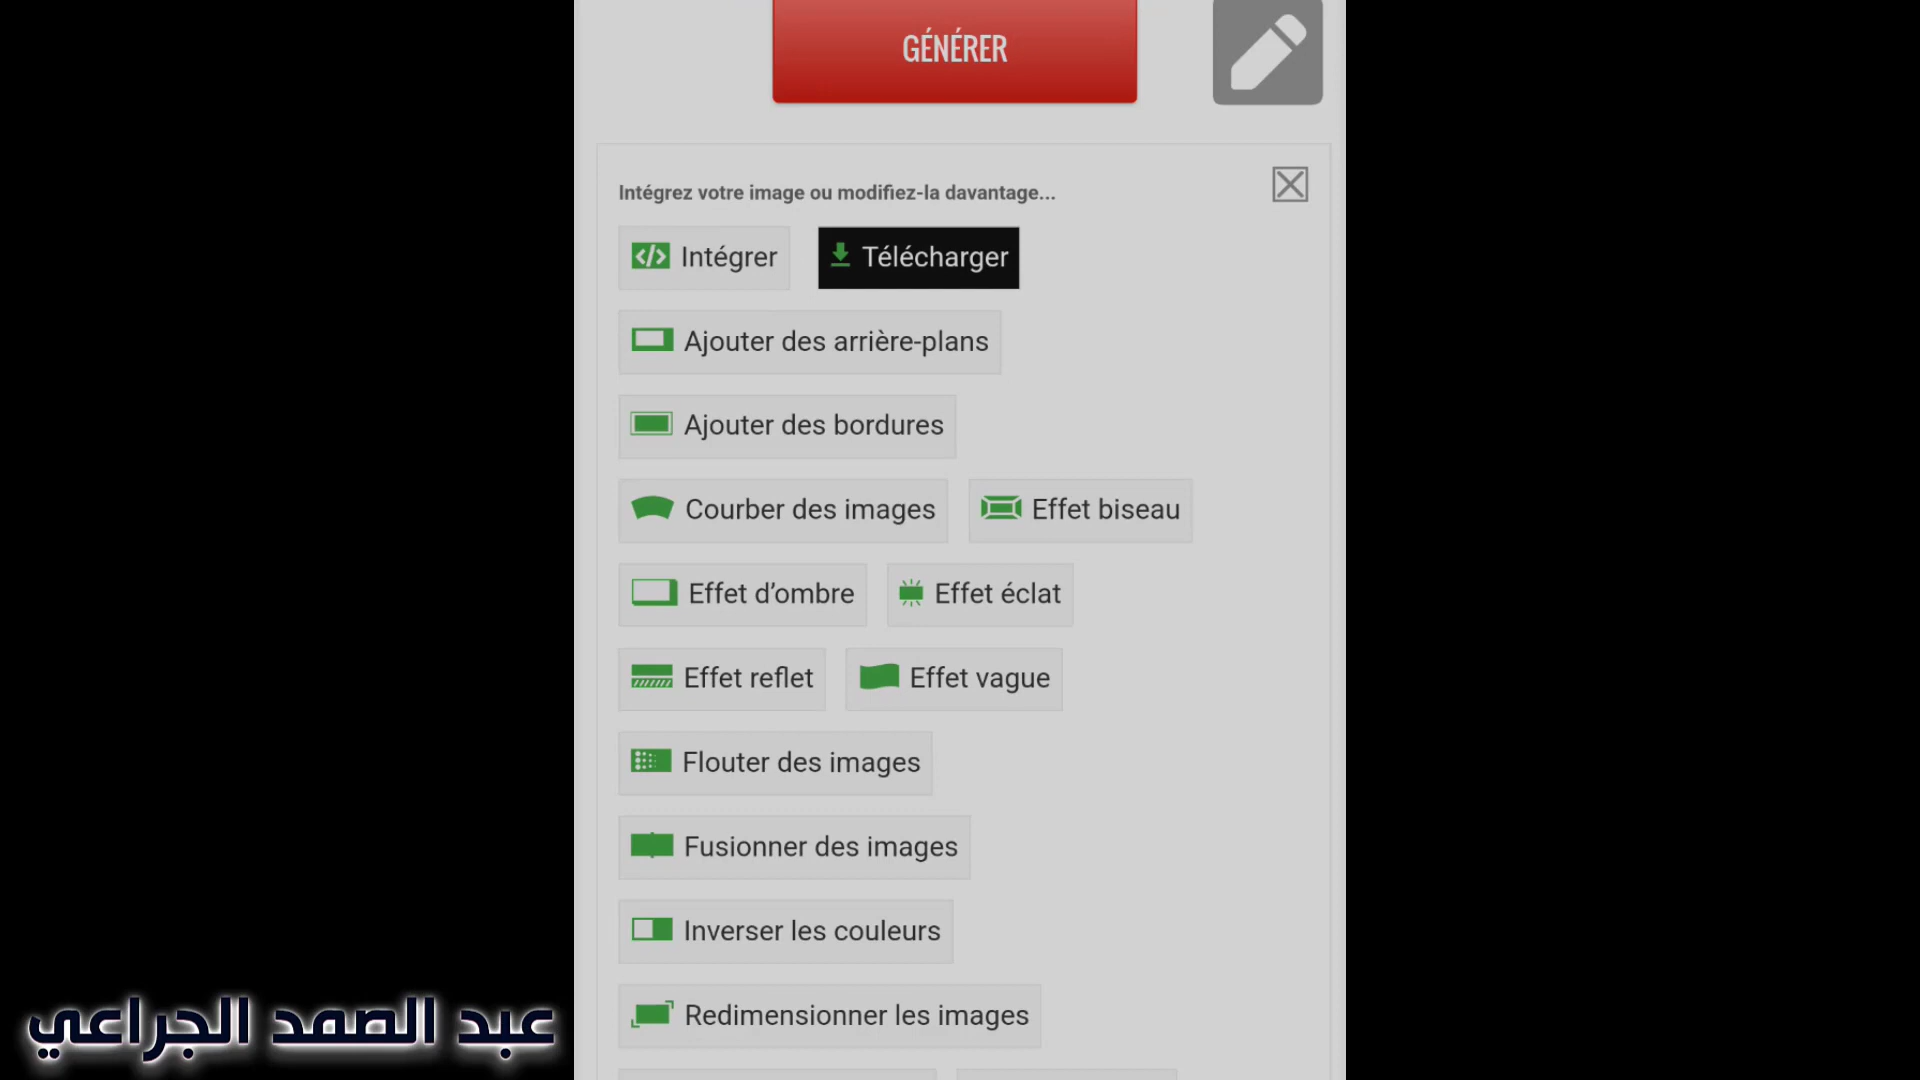 GÉNÉRER
Intégrez votre image ou modifiez-la davantage...
Intégrer Télécharger
Ajouter des arrière-plans
Ajouter des bordures
Courber des images Effet biseau
Effet d’ombre Effet éclat
Effet reflet Effet vague
Flouter des images
Fusionner des images
Inverser les couleurs
Redimensionner les images
عبد الصمد الجراعي